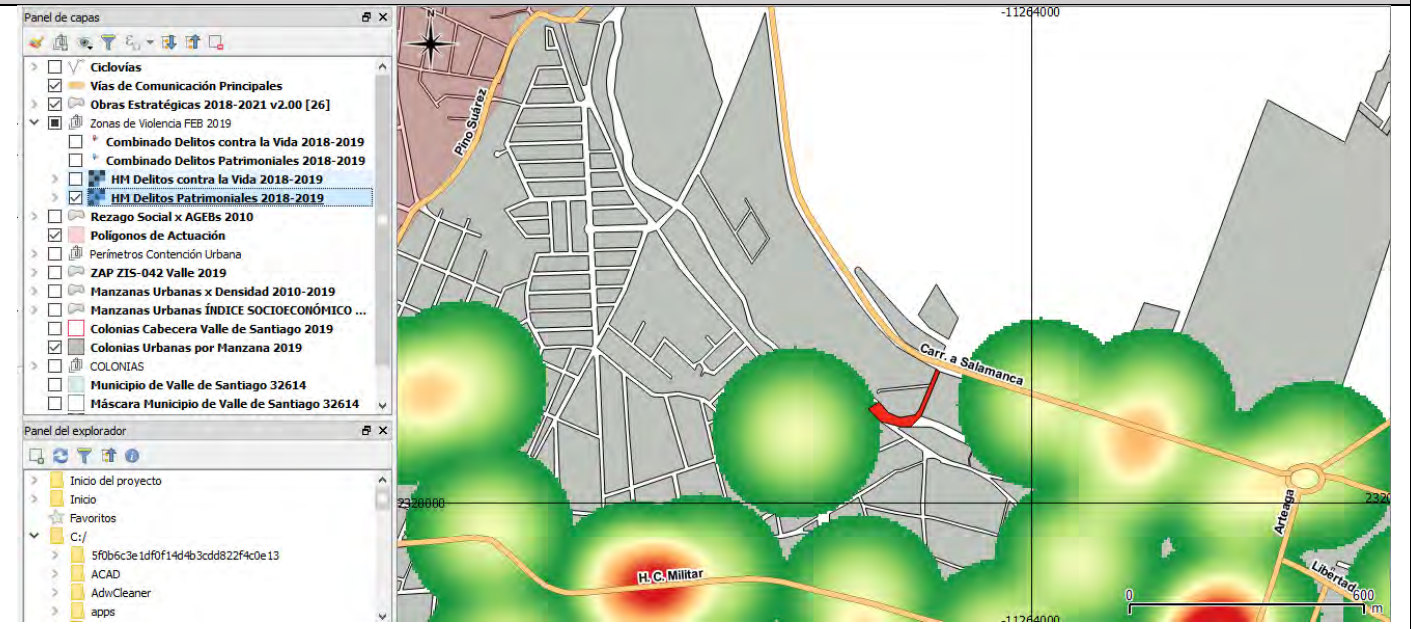 Panel de capas
Ciclovías
Vías de Comunicación Principales
Obras Estratégicas 2018-2021 v2.00 [26]
Zonas de Violencia FEB 2019
Combinado Delitos contra la Vida 2018-2019
Combinado Delitos Patrimoniales 2018-2019
HM Delitos contra la Vida 2018-2019
HM Delitos Patrimoniales 2018-2019
Rezago Social x AGEBs 2010
Polígonos de Actuación
Perímetros Contención Urbana
ZAP ZIS-042 Valle 2019
Manzanas Urbanas x Densidad 2010-2019
Manzanas Urbanas ÍNDICE SOCIOECONÓMICO ...
Colonias Cabecera Valle de Santiago 2019
Colonias Urbanas por Manzana 2019
COLONIAS
Municipio de Valle de Santiago 32614
Máscara Municipio de Valle de Santiago 32614
Panel del explorador
Inicio del proyecto
Inicio
Favoritos
C:/
5f0b6c3e1df0f14d4b3cdd822f4c0e13
ACAD
AdwCleaner
apps
N
-11264000
Pino Suárez
Carr. a Salamanca
2320000
2320
Arteaga
H. C. Militar
Libertad
0
600
m
-11264000